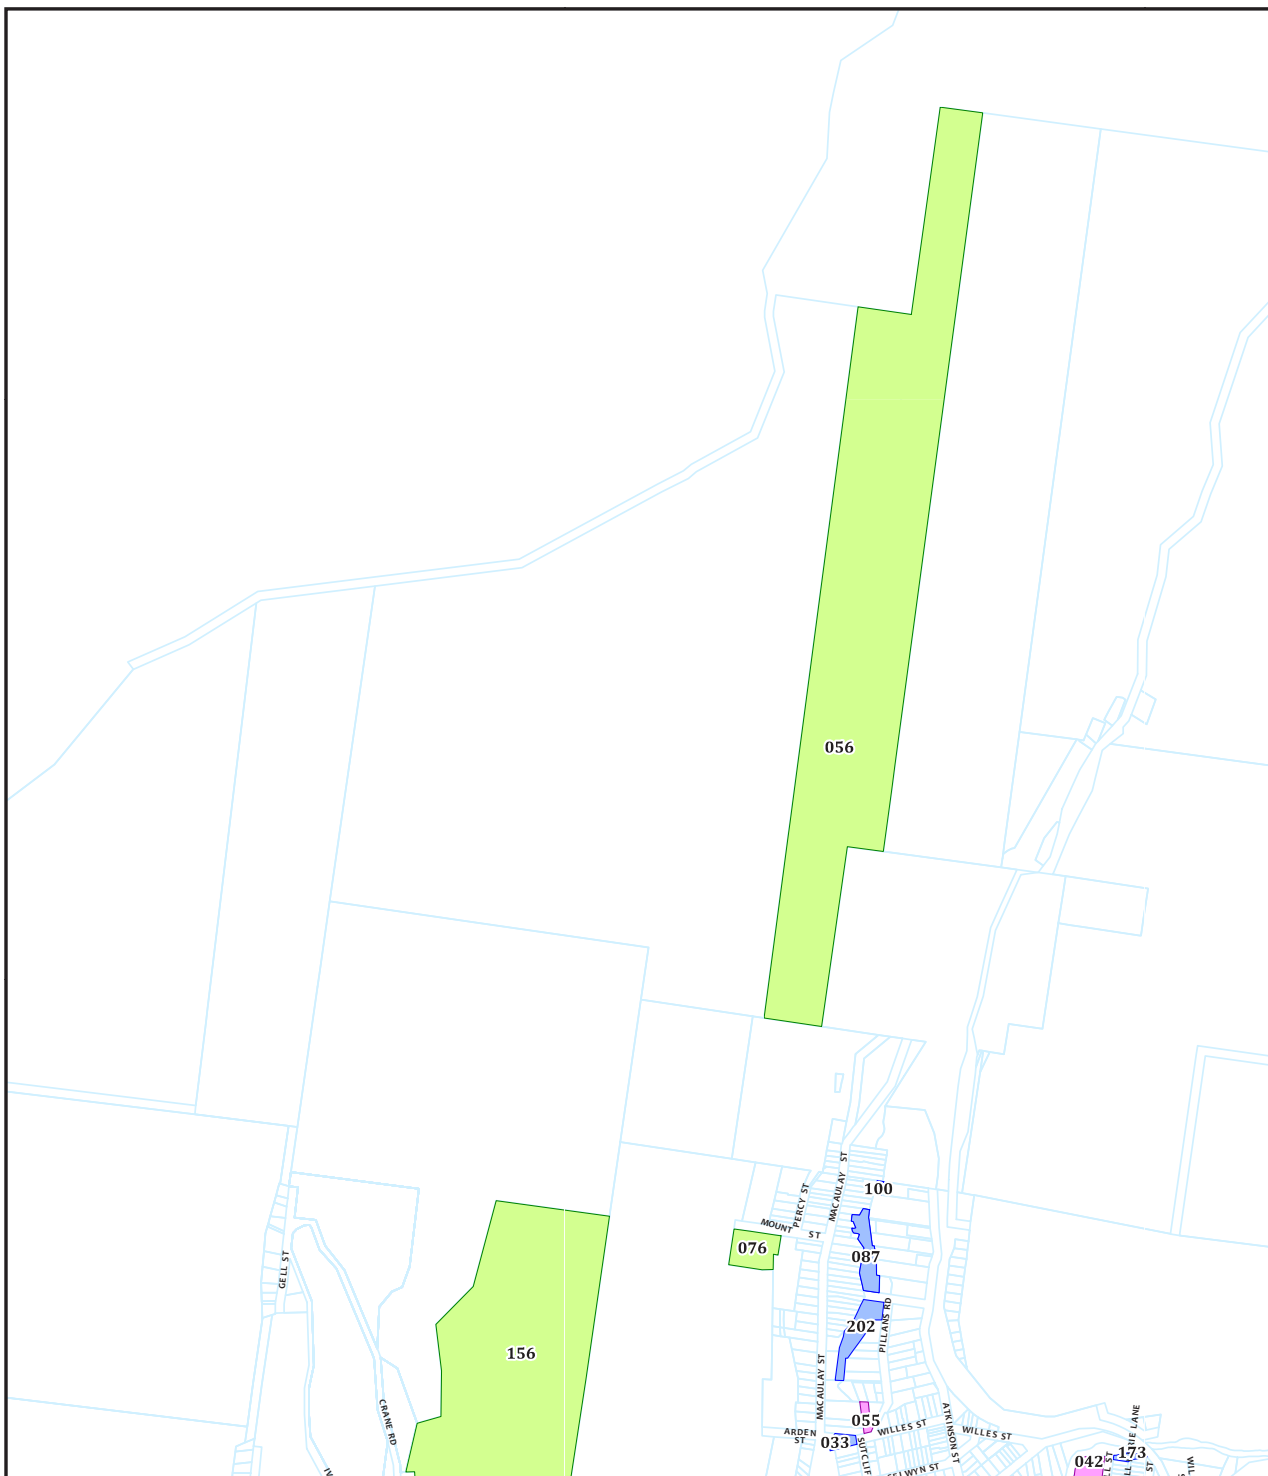 056
MACAULAY ST
100
PERCY ST
MOUNT ST
076
087
GELL ST
202
PILLANS RD
156
MACAULAY ST
CRANE RD
055
ATKINSON ST
ARDEN ST
033
WILLES ST
WILLES ST
173
042
ST